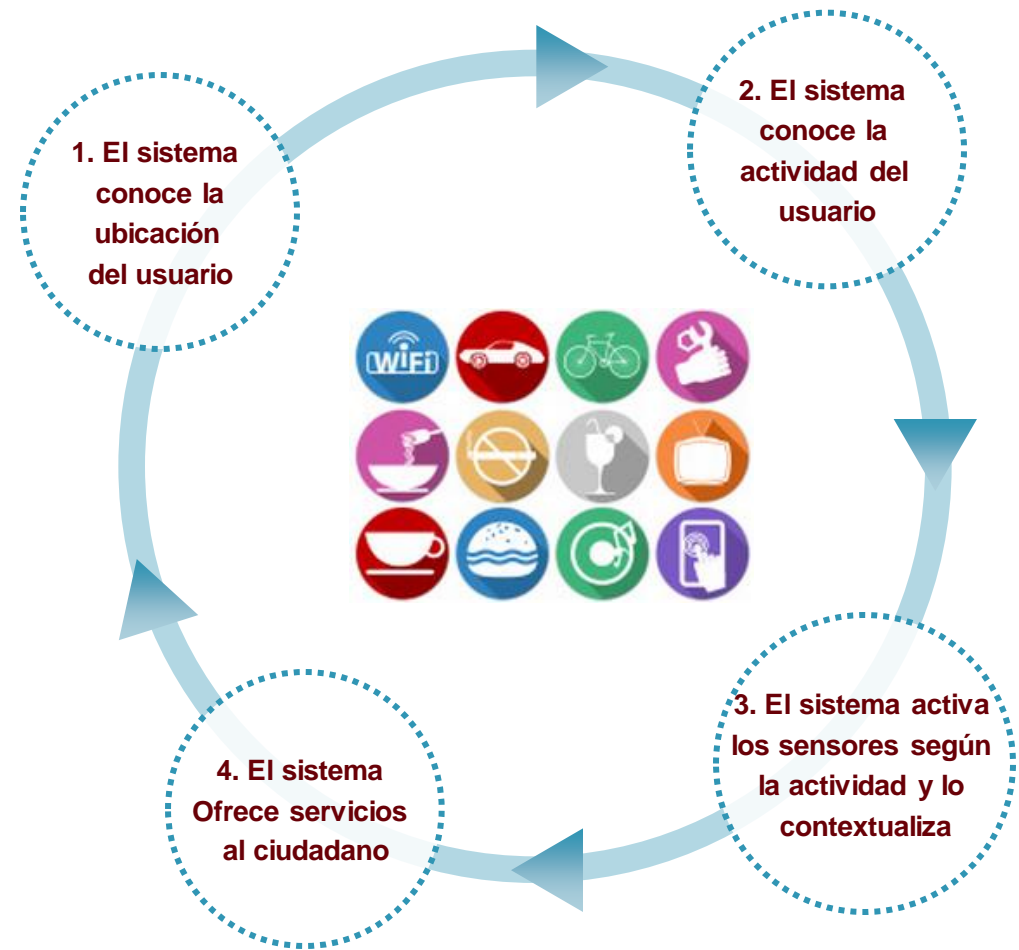 1. El sistema
conoce la
ubicación
del usuario
2. El sistema
conoce la
actividad del
usuario
WiFi
3. El sistema activa
los sensores según
la actividad y lo
contextualiza
4. El sistema
Ofrece servicios
al ciudadano